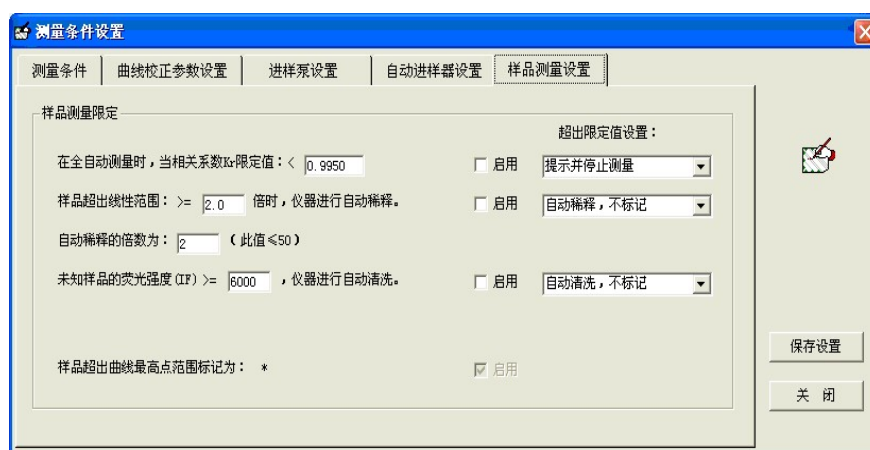 测量条件设置
测量条件 曲线校正参数设置 进样泵设置 自动进样器设置 样品测量设置
样品测量限定
超出限定值设置:
在全自动测量时,当相关系数Kr限定值:< 0.9950 启用 提示并停止测量
样品超出线性范围: >= 2.0 倍时,仪器进行自动稀释。 启用 自动稀释,不标记
自动稀释的倍数为: 2 (此值≤50)
未知样品的荧光强度(IF) >= 6000 ,仪器进行自动清洗。 启用 自动清洗,不标记
保存设置
样品超出曲线最高点范围标记为: * 启用
关 闭